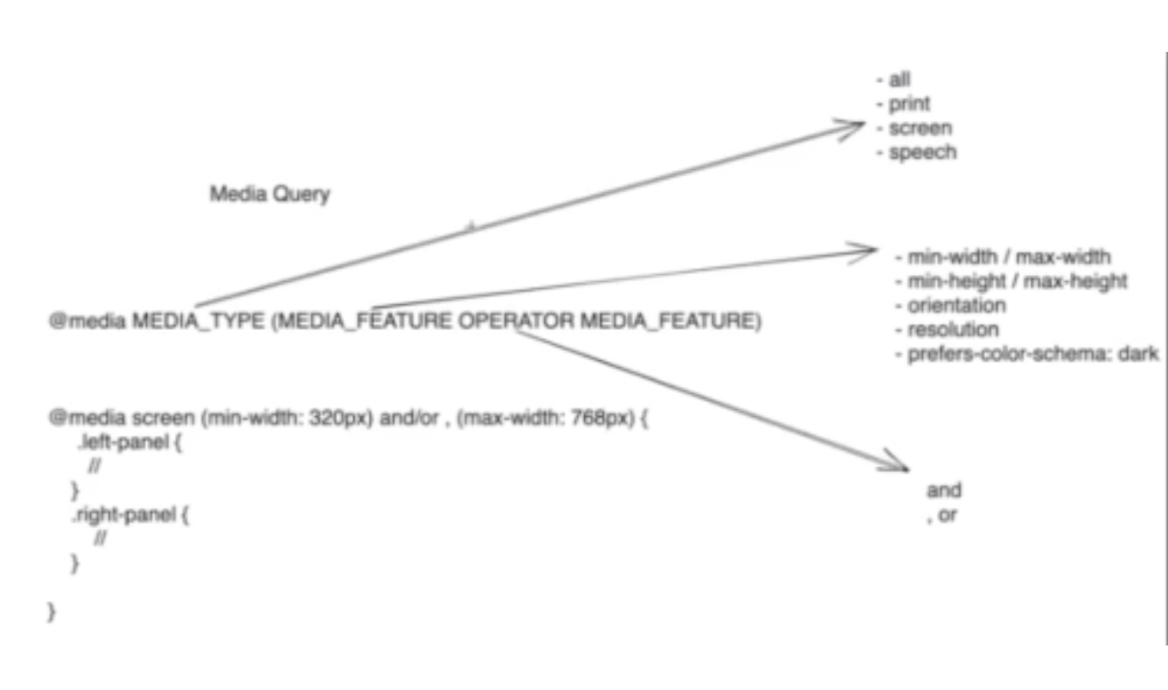 - all
- print
- screen
- speech
Media Query
- min-width / max-width
- min-height / max-height
- orientation
- resolution
- prefers-color-schema: dark
@media MEDIA_TYPE (MEDIA_FEATURE OPERATOR MEDIA_FEATURE)
@media screen (min-width: 320px) and/or , (max-width: 768px) {
.left-panel {
//
}
.right-panel {
//
}
}
and
, or